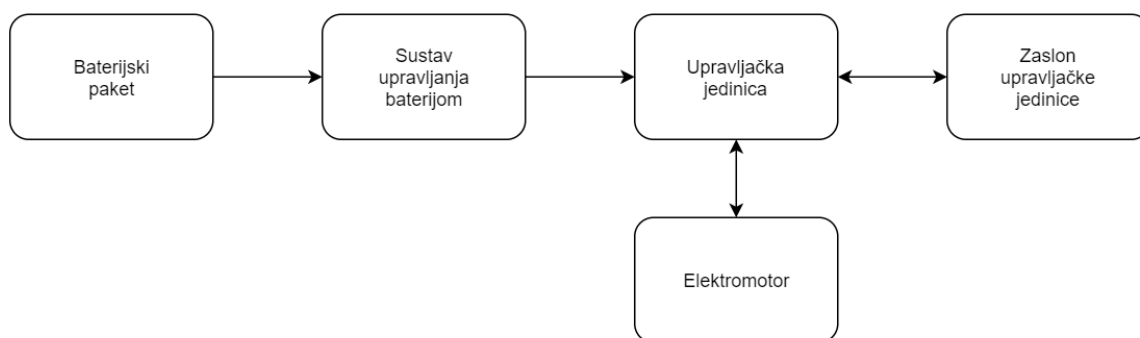 Baterijski
paket
Sustav
upravljanja
baterijom
Upravljačka
jedinica
Zaslon
upravljačke
jedinice
Elektromotor